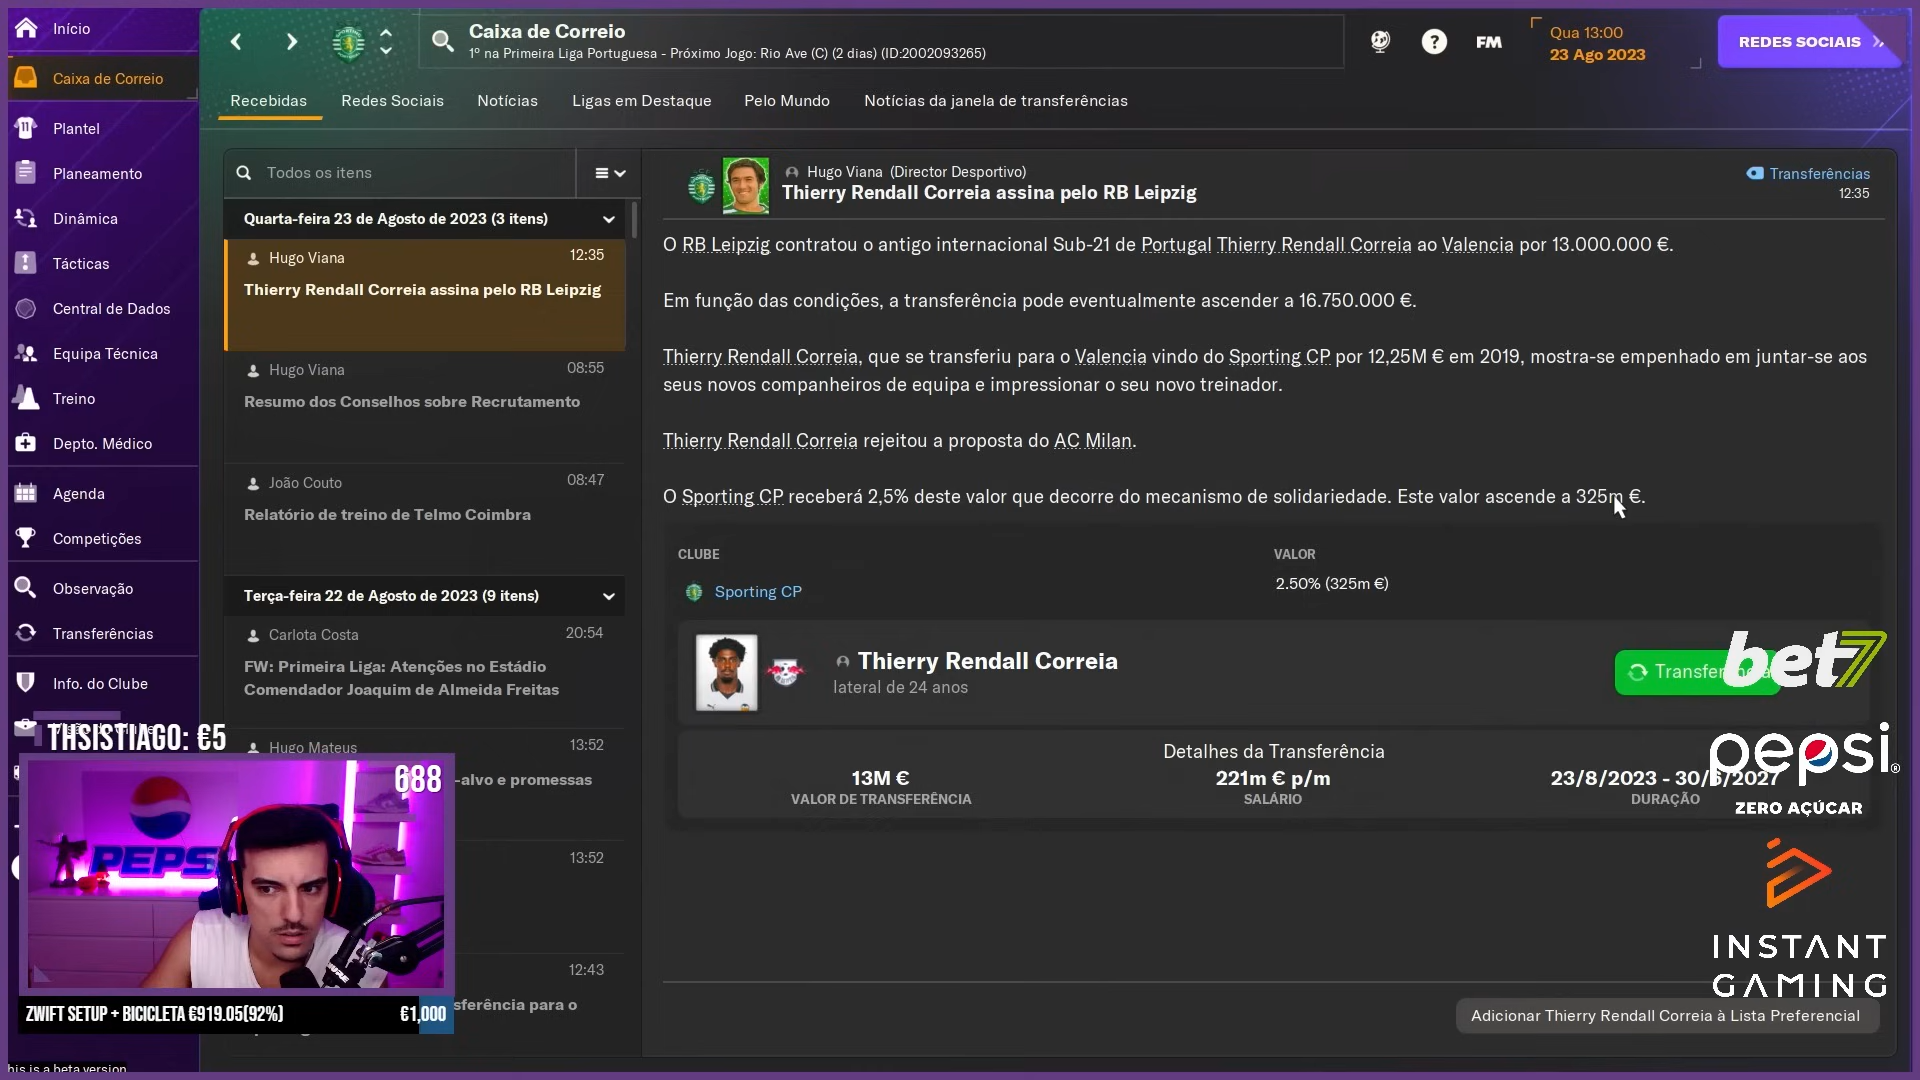 Início
Caixa de Correio
Plantel
Planeamento
Dinâmica
Tácticas
Central de Dados
Equipa Técnica
Treino
Depto. Médico
Agenda
Competições
Observação
Transferências
Info. do Clube
Caixa de Correio
1º na Primeira Liga Portuguesa - Próximo Jogo: Rio Ave (C) (2 dias) (ID:2002093265)
?
FM
Qua 13:00
23 Ago 2023
REDES SOCIAIS
Recebidas
Redes Sociais
Notícias
Ligas em Destaque
Pelo Mundo
Notícias da janela de transferências
Todos os itens
Quarta-feira 23 de Agosto de 2023 (3 itens)
Hugo Viana 12:35
Thierry Rendall Correia assina pelo RB Leipzig
Hugo Viana 08:55
Resumo dos Conselhos sobre Recrutamento
João Couto 08:47
Relatório de treino de Telmo Coimbra
Terça-feira 22 de Agosto de 2023 (9 itens)
Carlota Costa 20:54
FW: Primeira Liga: Atenções no Estádio
Comendador Joaquim de Almeida Freitas
Hugo Mateus 13:52
-alvo e promessas
13:52
12:43
sferência para o
Hugo Viana (Director Desportivo)
Thierry Rendall Correia assina pelo RB Leipzig
Transferências
12:35
O RB Leipzig contratou o antigo internacional Sub-21 de Portugal Thierry Rendall Correia ao Valencia por 13.000.000 €.
Em função das condições, a transferência pode eventualmente ascender a 16.750.000 €.
Thierry Rendall Correia, que se transferiu para o Valencia vindo do Sporting CP por 12,25M € em 2019, mostra-se empenhado em juntar-se aos
seus novos companheiros de equipa e impressionar o seu novo treinador.
Thierry Rendall Correia rejeitou a proposta do AC Milan.
O Sporting CP receberá 2,5% deste valor que decorre do mecanismo de solidariedade. Este valor ascende a 325m €.
CLUBE
VALOR
Sporting CP
2.50% (325m €)
Thierry Rendall Correia
lateral de 24 anos
Detalhes da Transferência
13M €
VALOR DE TRANSFERÊNCIA
221m € p/m
SALÁRIO
23/8/2023 - 30/6/2027
DURAÇÃO
Adicionar Thierry Rendall Correia à Lista Preferencial
bet7
pepsi
ZERO AÇÚCAR
INSTANT
GAMING
THSISTIAGO: €5
688
PEPS
ZWIFT SETUP + BICICLETA €919.05(92%) €1,000
his is a beta version